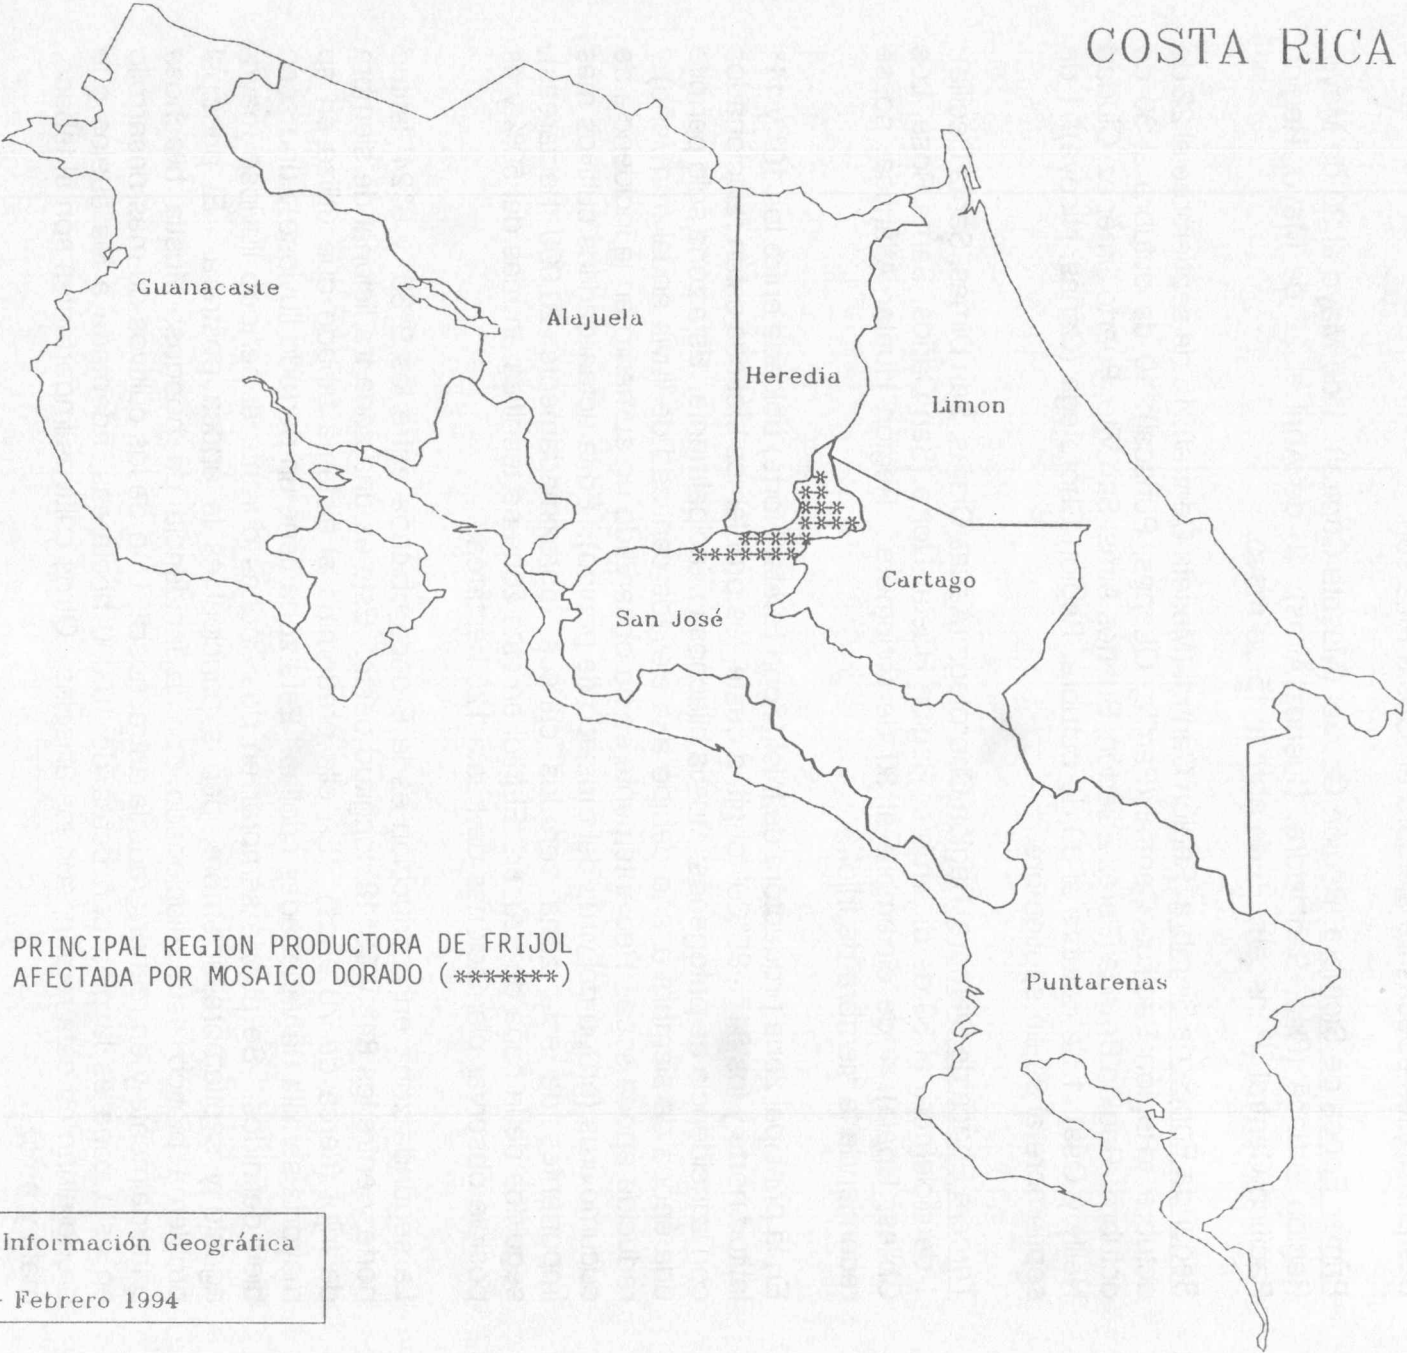 COSTA RICA
Guanacaste
Alajuela
Heredia
Limon
Cartago
San José
PRINCIPAL REGION PRODUCTORA DE FRIJOL
AFECTADA POR MOSAICO DORADO (*******)
Puntarenas
Información Geográfica
- Febrero 1994